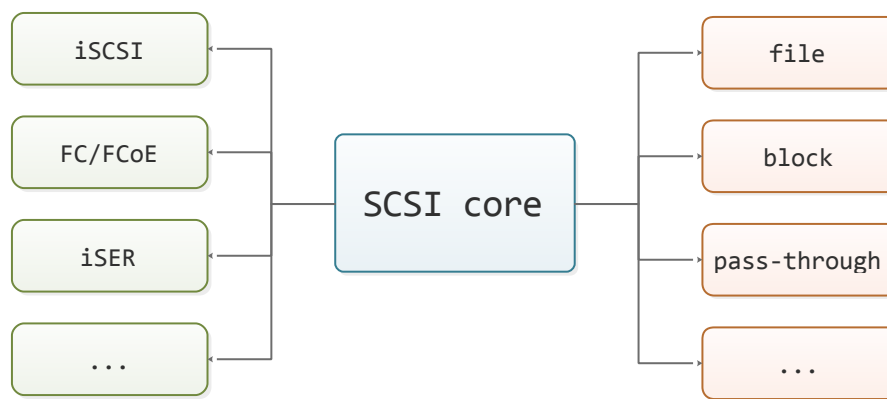 iSCSI
FC/FCoE
iSER
...
SCSI core
file
block
pass-through
...